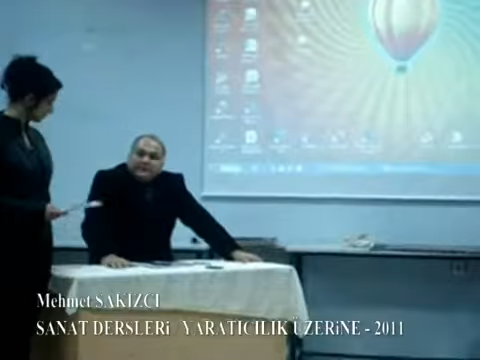 Mehmet SAKIZCI
SANAT DERSLERİ YARATICILIK ÜZERİNE - 2011